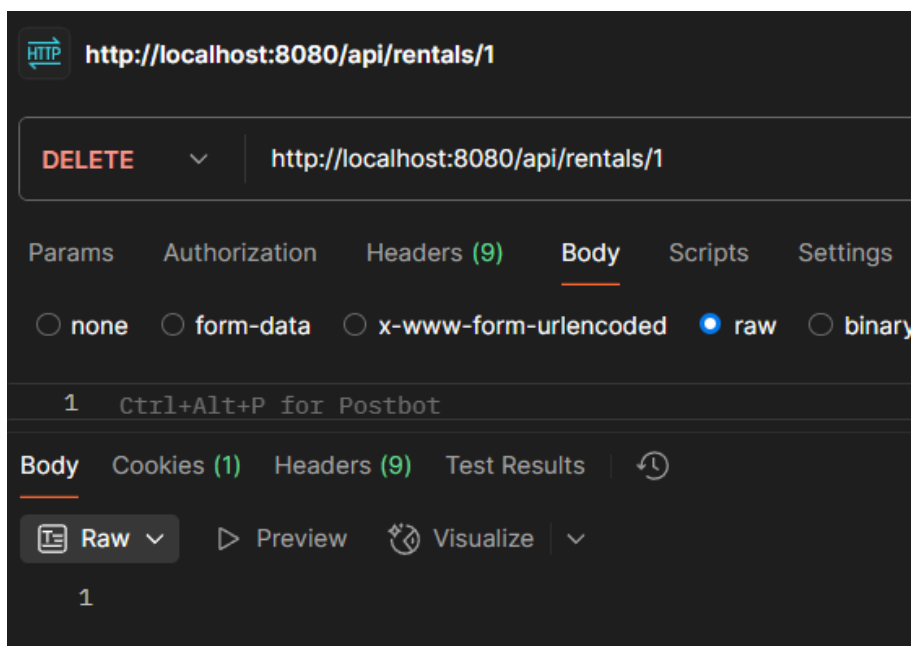 HTTP http://localhost:8080/api/rentals/1
DELETE http://localhost:8080/api/rentals/1
Params Authorization Headers (9) Body Scripts Settings
none form-data x-www-form-urlencoded raw binary
1 Ctrl+Alt+P for Postbot
Body Cookies (1) Headers (9) Test Results
Raw Preview Visualize
1